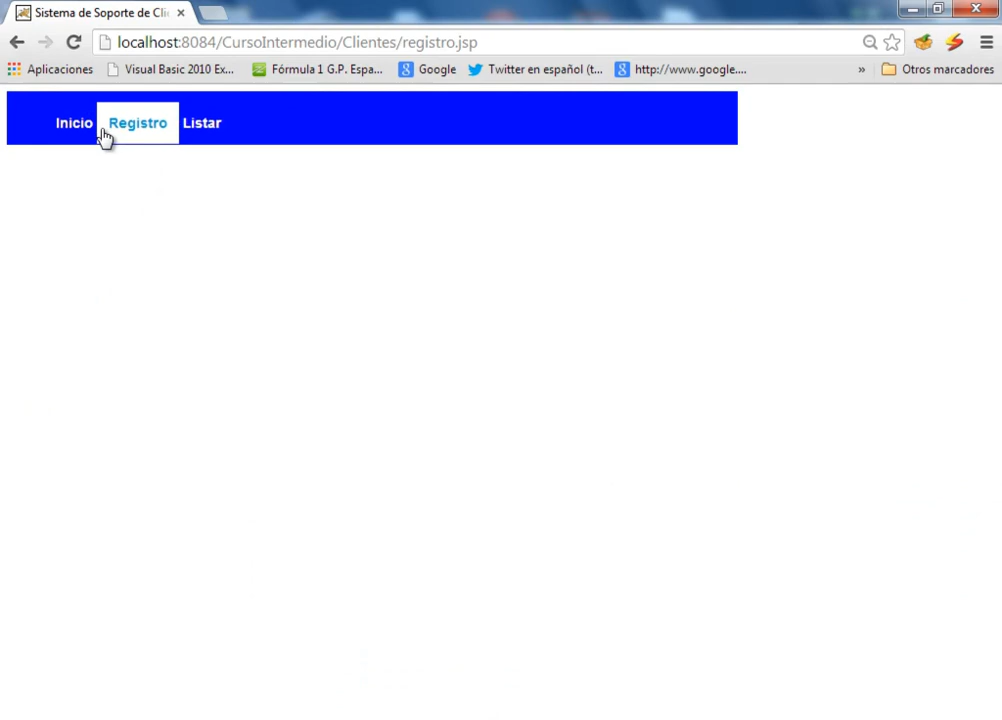 Sistema de Soporte de Clie
localhost:8084/CursoIntermedio/Clientes/registro.jsp
Aplicaciones Visual Basic 2010 Ex... Fórmula 1 G.P. Espa... Google Twitter en español (t... http://www.google.... » Otros marcadores
Inicio Registro Listar